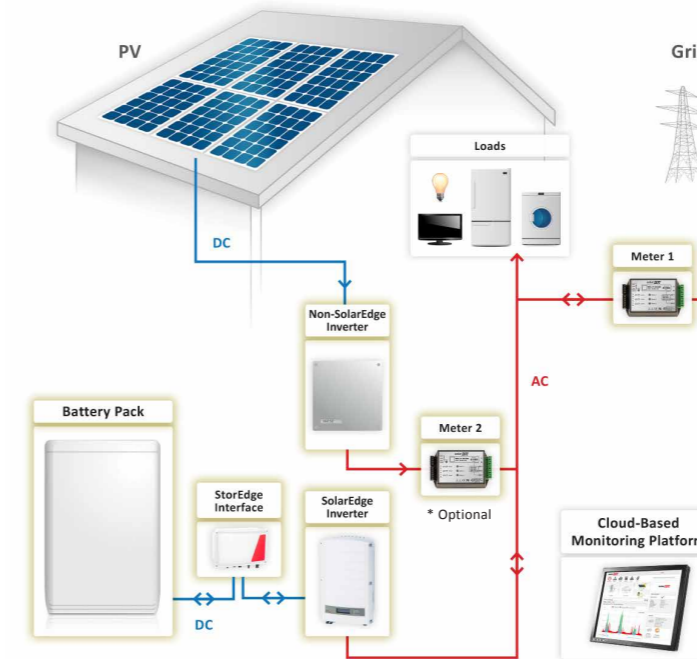 PV
Gri
Loads
DC
Meter 1
Non-SolarEdge
Inverter
AC
Battery Pack
Meter 2
StorEdge
Interface
SolarEdge
Inverter
* Optional
Cloud-Based
Monitoring Platform
DC